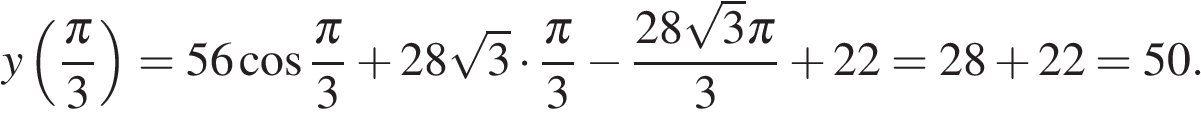 y(π/3) = 56 cos π/3 + 28√3 · π/3 − 28√3π/3 + 22 = 28 + 22 = 50.